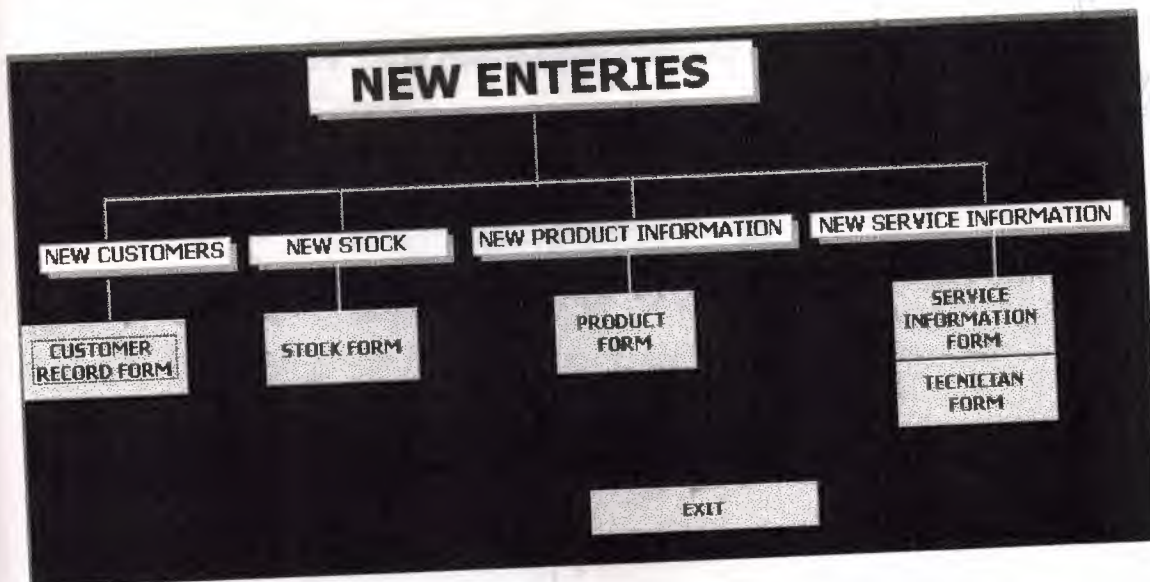 NEW ENTERIES
NEW CUSTOMERS
NEW STOCK
NEW PRODUCT INFORMATION
NEW SERVICE INFORMATION
CUSTOMER
RECORD FORM
STOCK FORM
PRODUCT
FORM
SERVICE
INFORMATION
FORM
TECNICIAN
FORM
EXIT